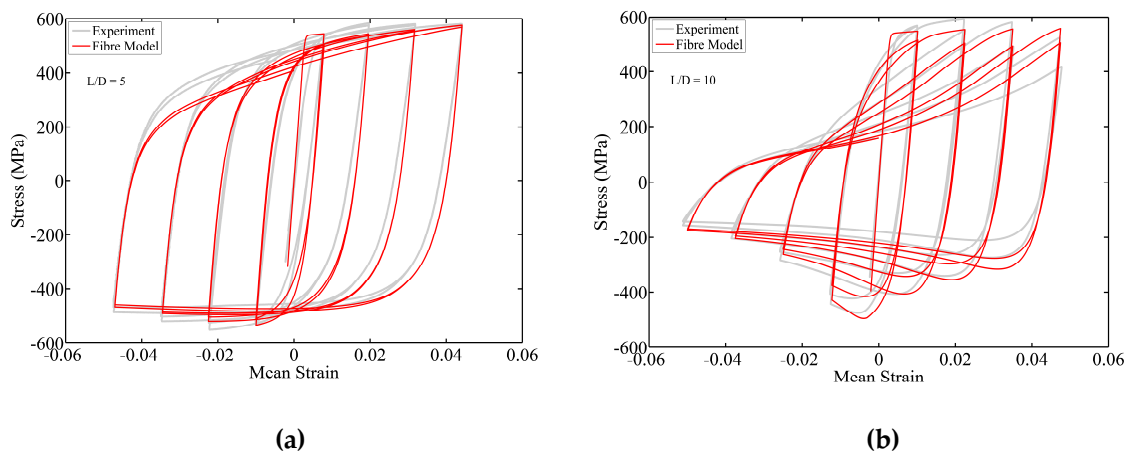 600
400
200
0
-200
-400
-600
-0.06
-0.04
-0.02
0
0.02
0.04
0.06
Stress (MPa)
Mean Strain
Experiment
Fibre Model
L/D = 5
(a)
600
400
200
0
-200
-400
-600
-0.06
-0.04
-0.02
0
0.02
0.04
0.06
Stress (MPa)
Mean Strain
Experiment
Fibre Model
L/D = 10
(b)